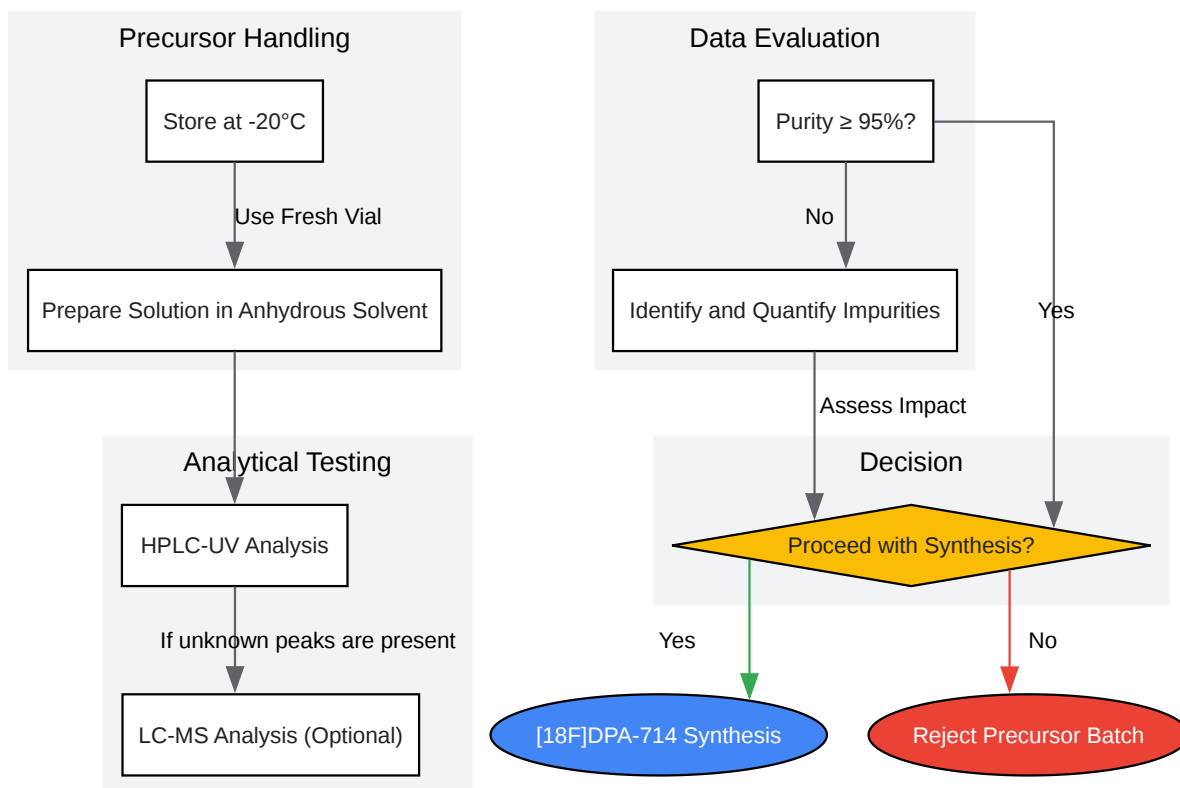 Precursor Handling
Store at -20°C
Use Fresh Vial
Prepare Solution in Anhydrous Solvent
Analytical Testing
HPLC-UV Analysis
If unknown peaks are present
LC-MS Analysis (Optional)
Data Evaluation
Purity ≥ 95%?
No
Yes
Identify and Quantify Impurities
Assess Impact
Decision
Proceed with Synthesis?
Yes
No
[18F]DPA-714 Synthesis
Reject Precursor Batch